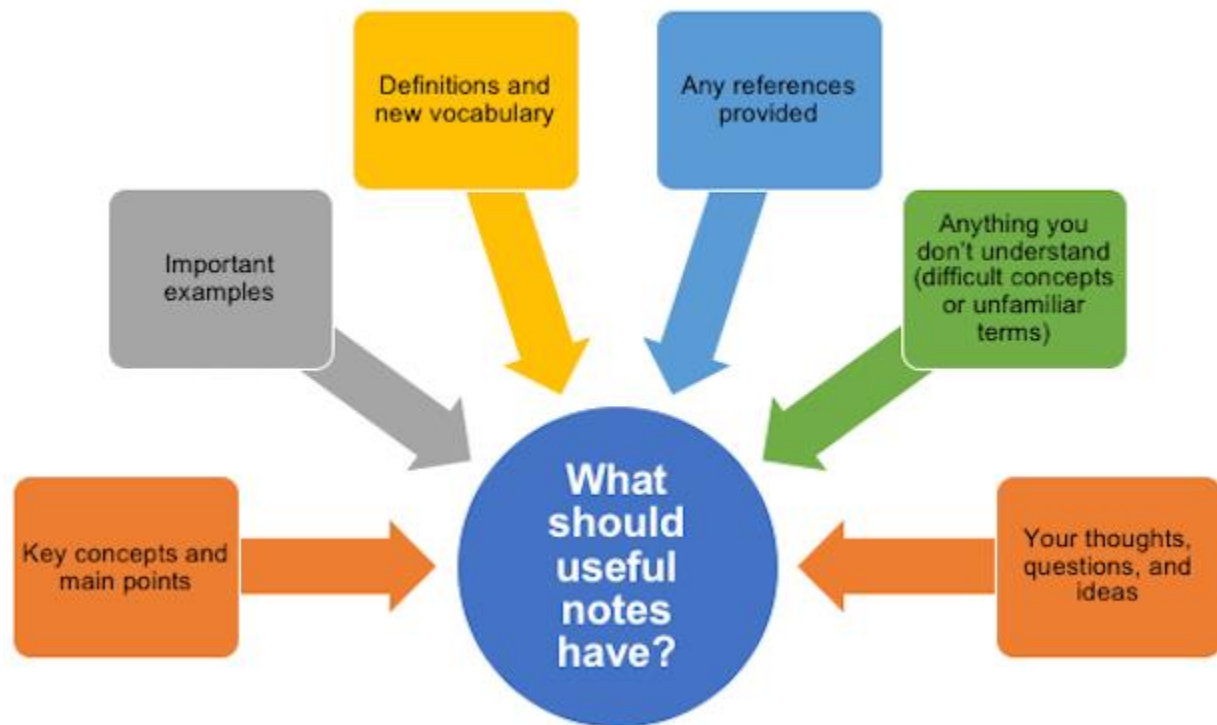 Definitions and
new vocabulary
Any references
provided
Important
examples
Anything you
don't understand
(difficult concepts
or unfamiliar
terms)
Key concepts and
main points
What
should
useful
notes
have?
Your thoughts,
questions, and
ideas